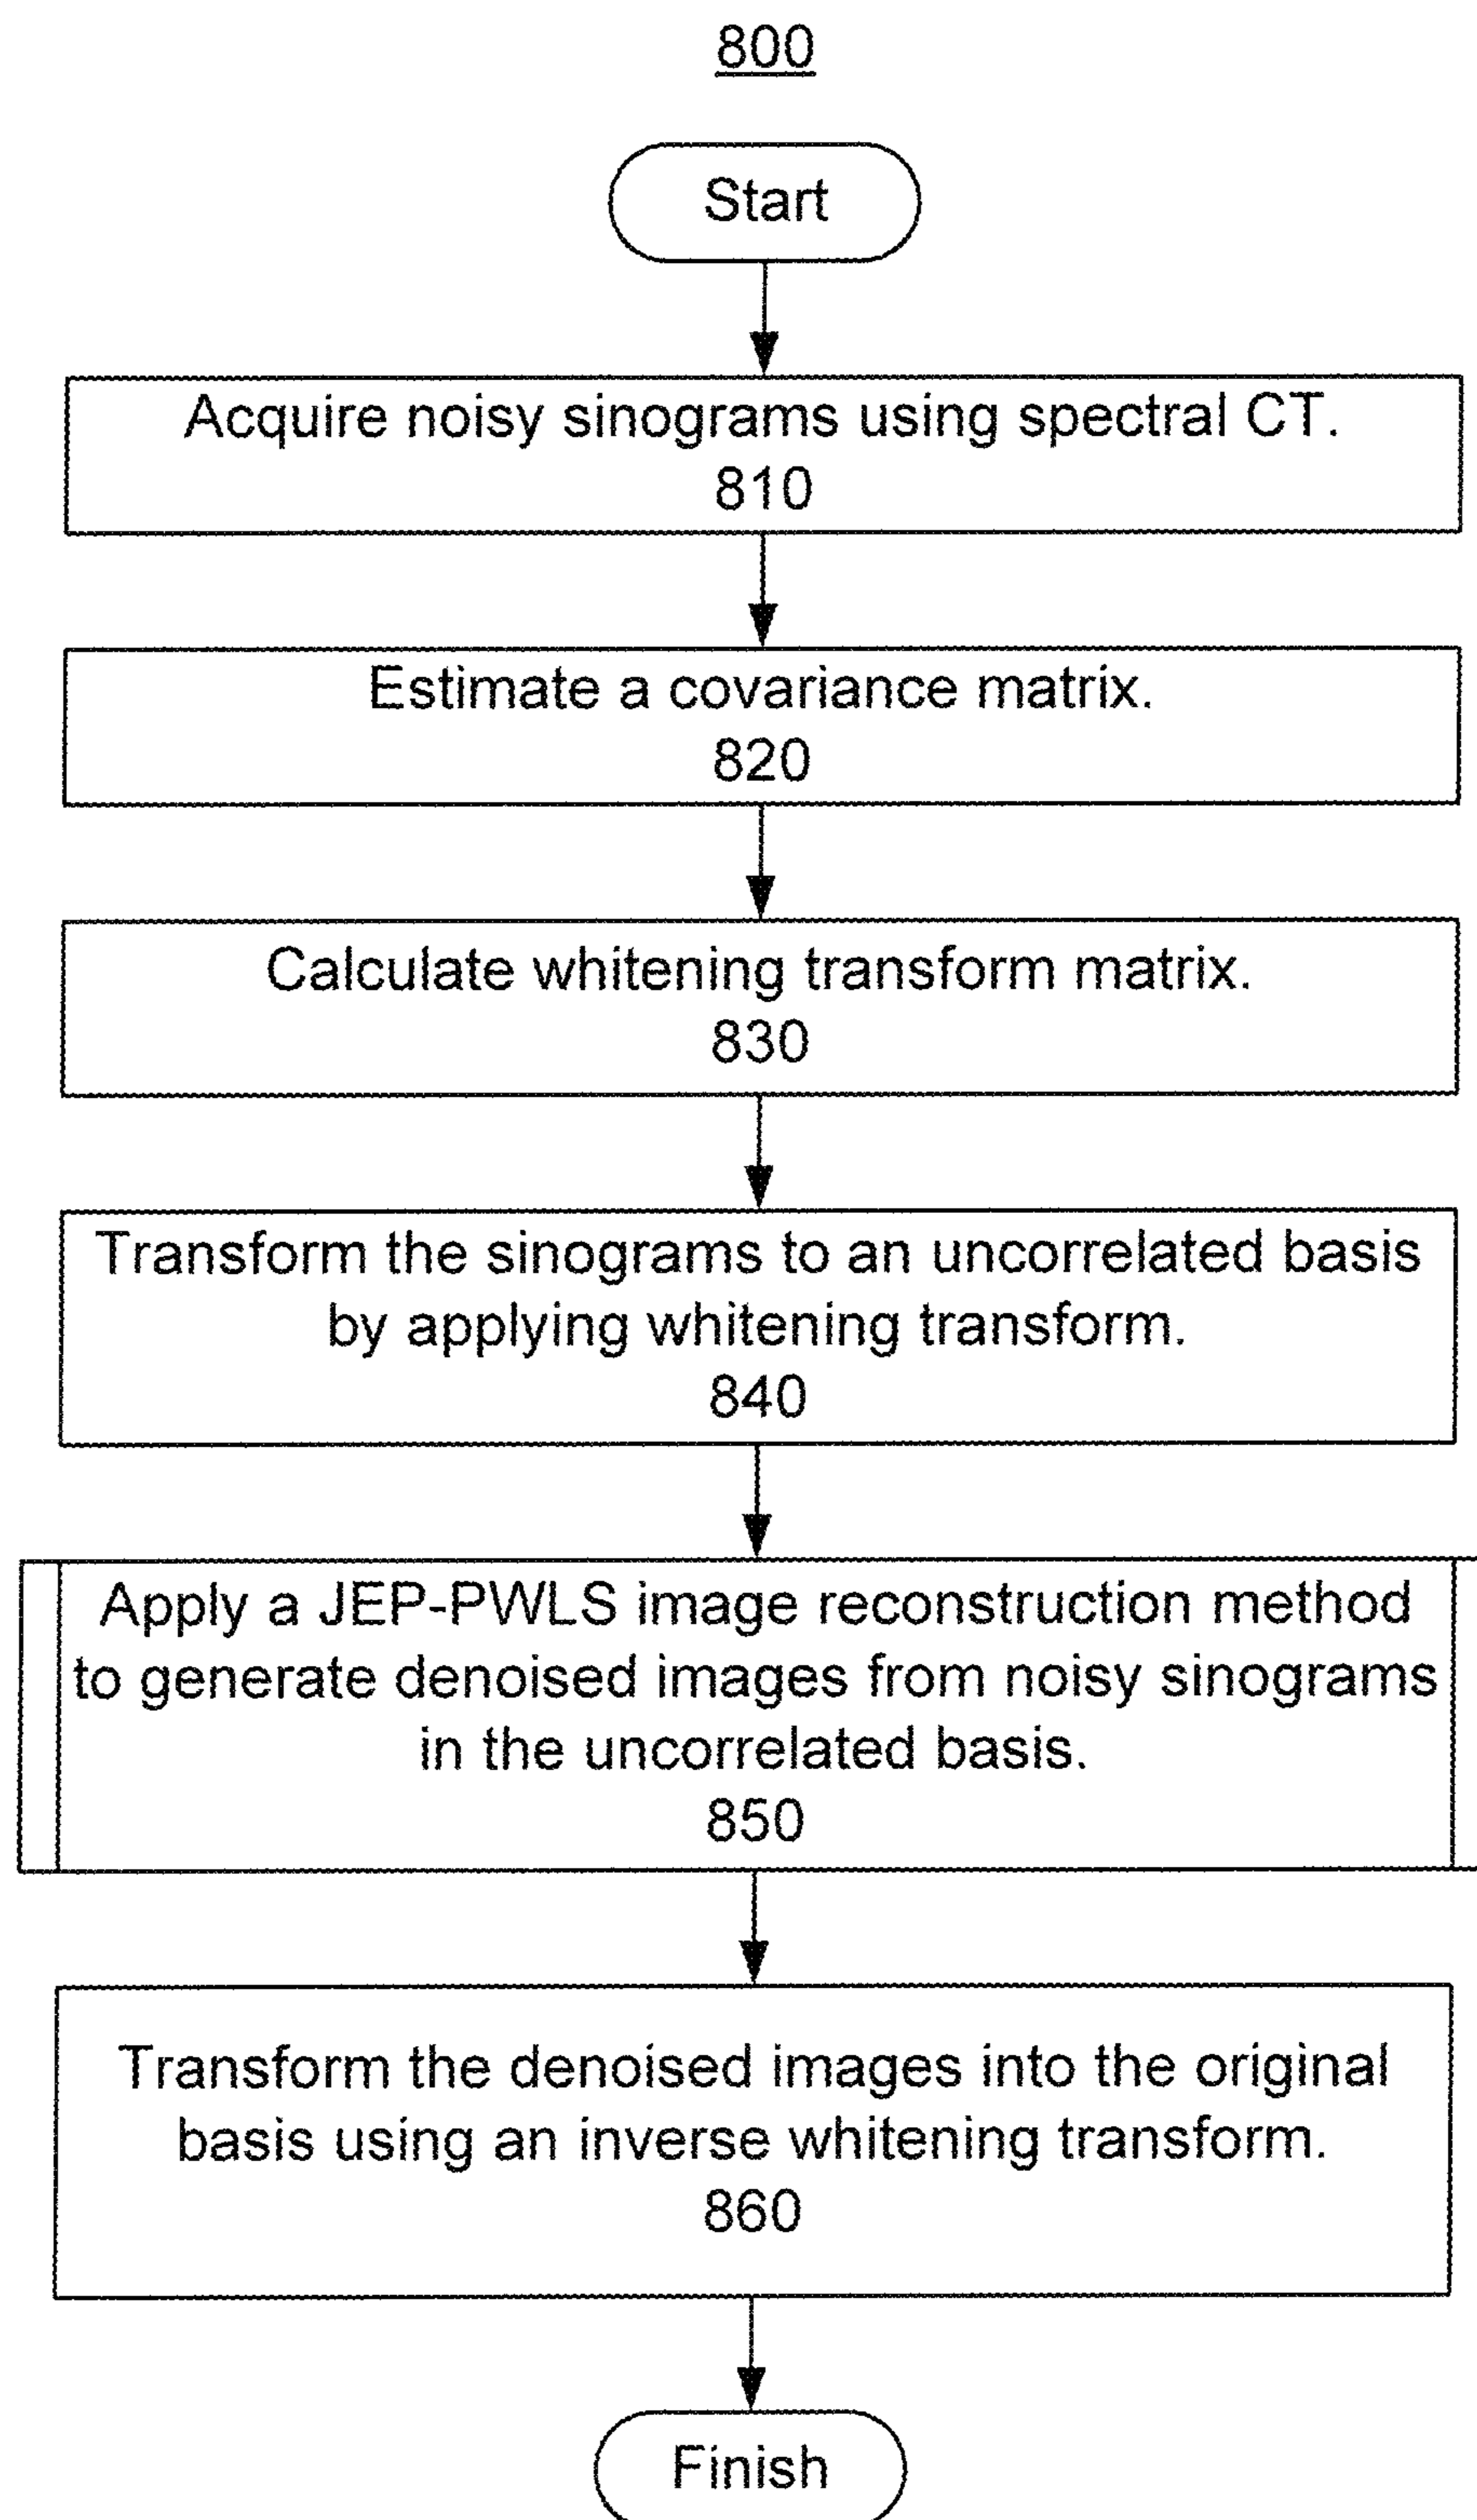 800
Start
Acquire noisy sinograms using spectral CT.
810
Estimate a covariance matrix.
820
Calculate whitening transform matrix.
830
Transform the sinograms to an uncorrelated basis
by applying whitening transform.
840
Apply a JEP-PWLS image reconstruction method
to generate denoised images from noisy sinograms
in the uncorrelated basis.
850
Transform the denoised images into the original
basis using an inverse whitening transform.
860
Finish